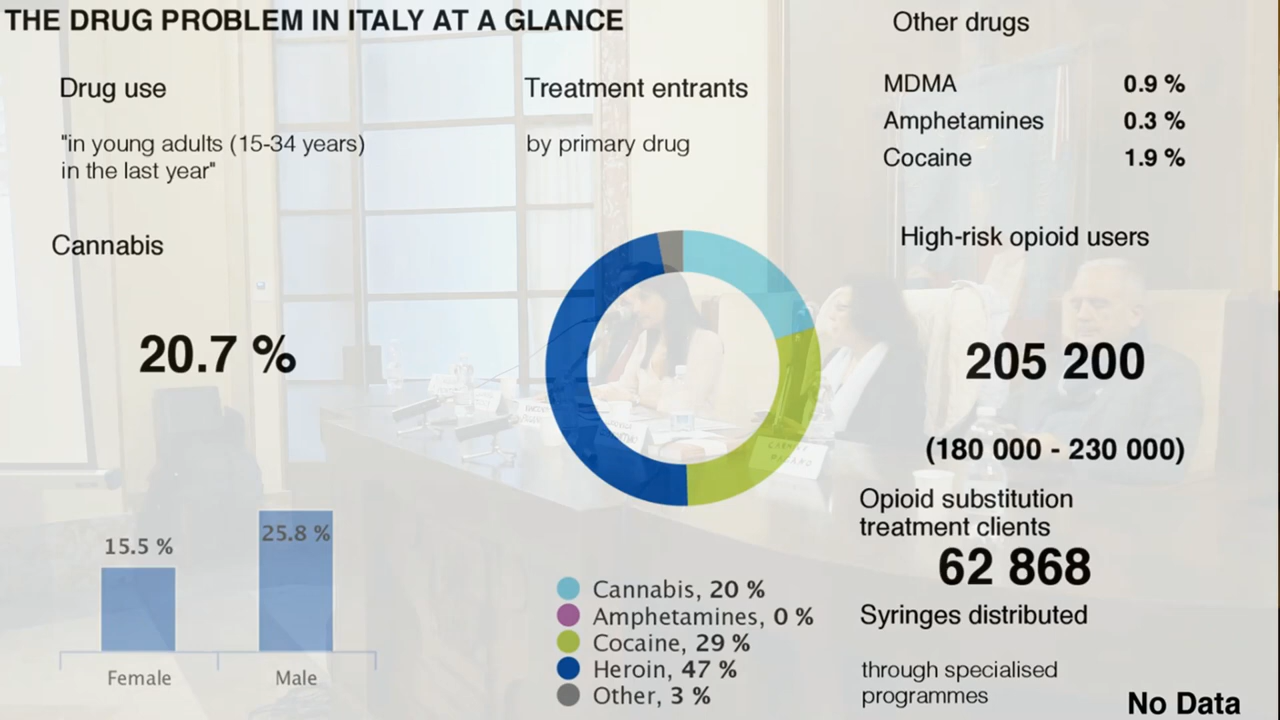 THE DRUG PROBLEM IN ITALY AT A GLANCE
Drug use
"in young adults (15-34 years)
in the last year"
Cannabis
20.7 %
15.5 %
25.8 %
Female
Male
Treatment entrants
by primary drug
Cannabis, 20 %
Amphetamines, 0 %
Cocaine, 29 %
Heroin, 47 %
Other, 3 %
Other drugs
MDMA 0.9 %
Amphetamines 0.3 %
Cocaine 1.9 %
High-risk opioid users
205 200
(180 000 - 230 000)
Opioid substitution
treatment clients
62 868
Syringes distributed
through specialised
programmes
No Data